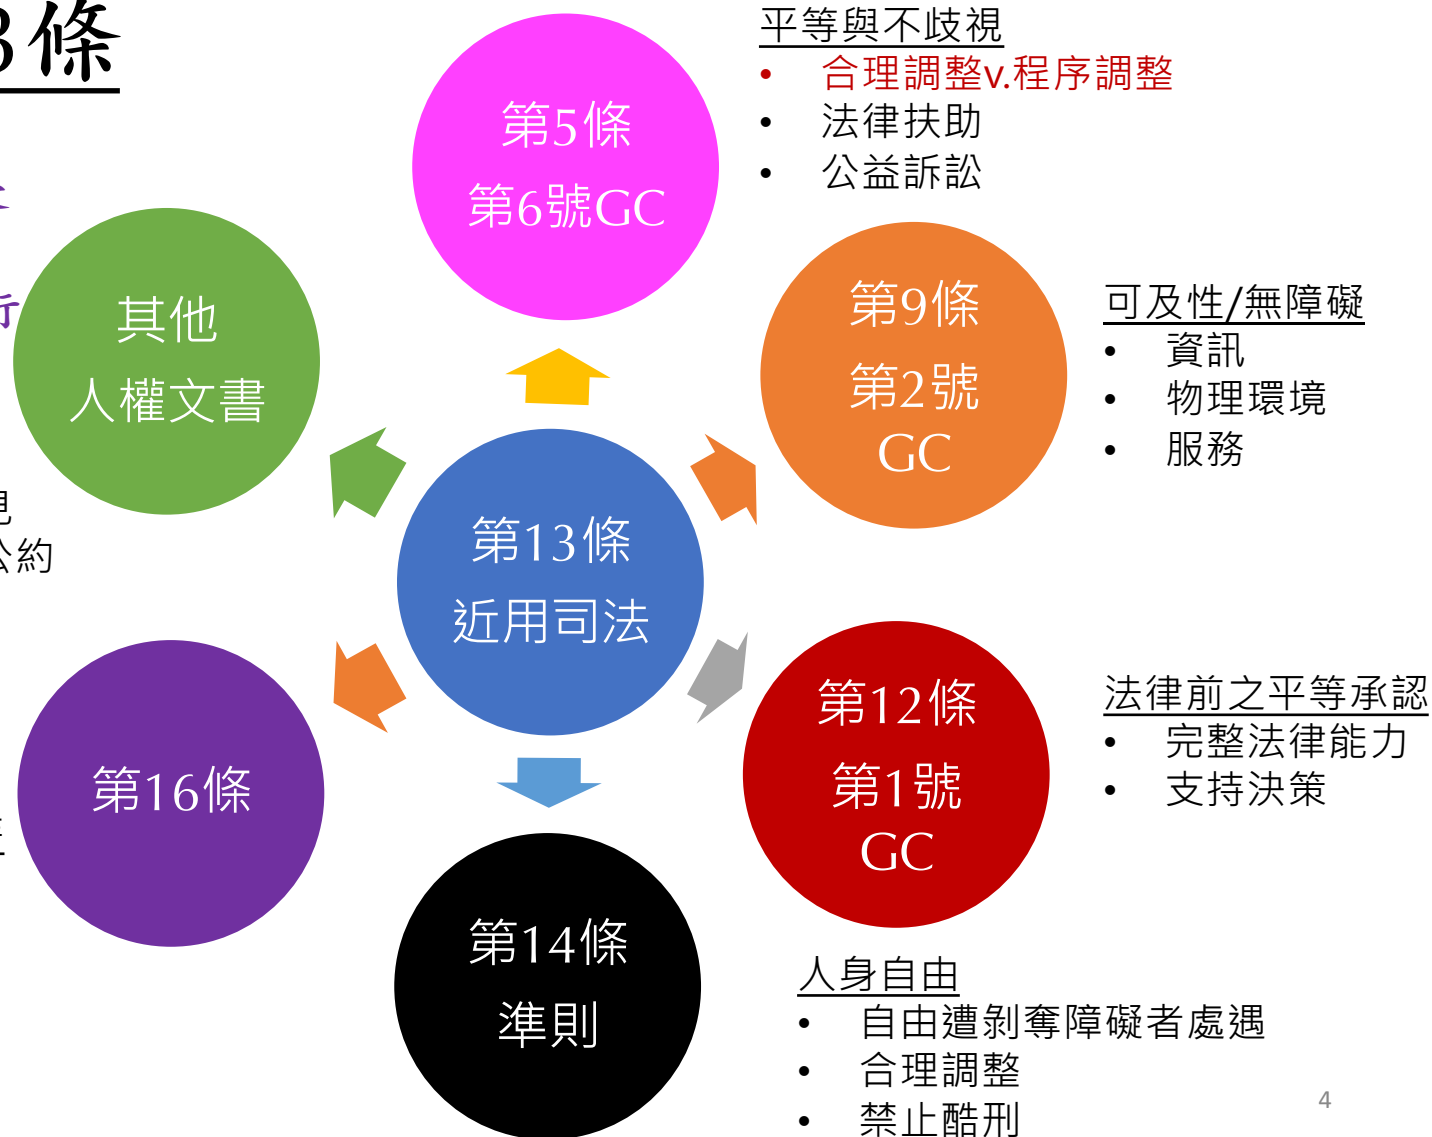 3條
平等與不歧視
• 合理調整v.程序調整
• 法律扶助
• 公益訴訟
第5條
第6號GC
行
其他
人權文書
第9條
第2號
GC
可及性/無障礙
• 資訊
• 物理環境
• 服務
公約
第13條
近用司法
第16條
第12條
第1號
GC
法律前之平等承認
• 完整法律能力
• 支持決策
第14條
準則
人身自由
• 自由遭剝奪障礙者處遇
• 合理調整
• 禁止酷刑
4